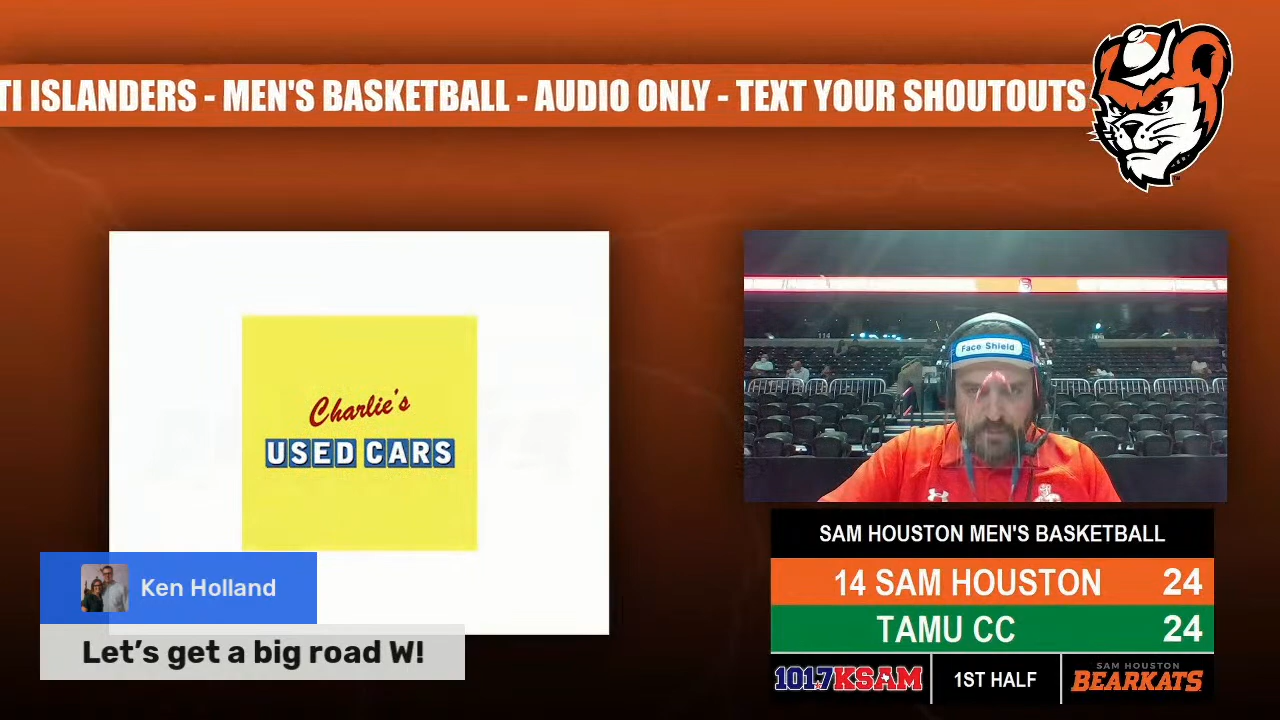 TI ISLANDERS - MEN'S BASKETBALL - AUDIO ONLY - TEXT YOUR SHOUTOUTS
Charlie's
USED CARS
Face Shield
Ken Holland
Let's get a big road W!
SAM HOUSTON MEN'S BASKETBALL
14 SAM HOUSTON 24
TAMU CC 24
101.7 KSAM
1ST HALF
SAM HOUSTON
BEARKATS